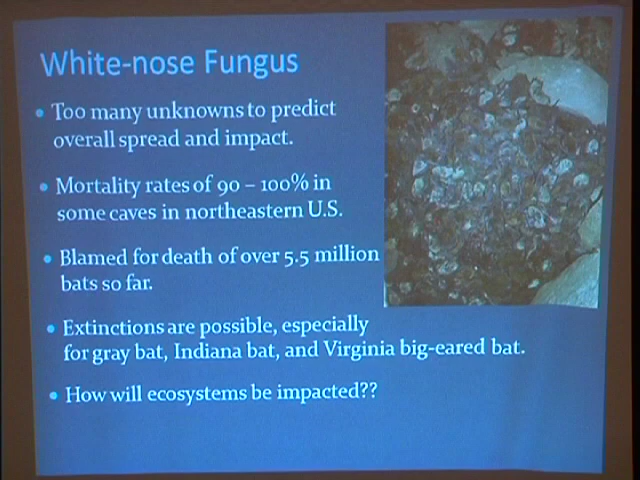 White-nose Fungus
• Too many unknowns to predict
overall spread and impact.
• Mortality rates of 90 – 100% in
some caves in northeastern U.S.
• Blamed for death of over 5.5 million
bats so far.
• Extinctions are possible, especially
for gray bat, Indiana bat, and Virginia big-eared bat.
• How will ecosystems be impacted??